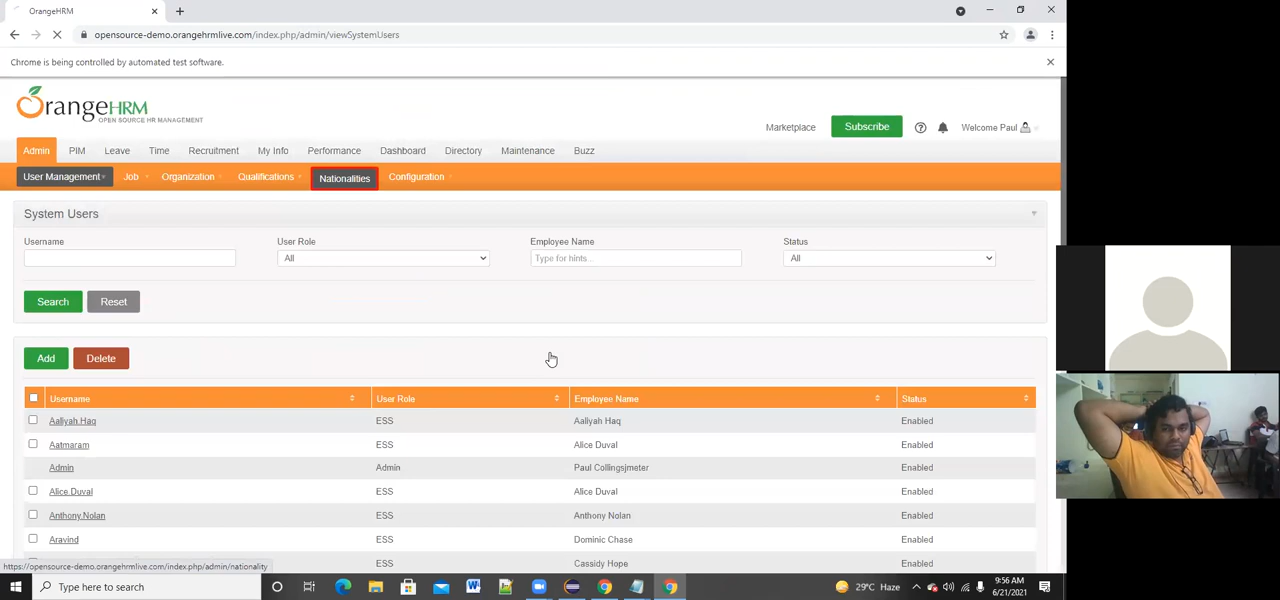 OrangeHRM
opensource-demo.orangehrmlive.com/index.php/admin/viewSystemUsers
Chrome is being controlled by automated test software.
OrangeHRM
OPEN SOURCE HR MANAGEMENT
Marketplace Subscribe Welcome Paul
Admin PIM Leave Time Recruitment My Info Performance Dashboard Directory Maintenance Buzz
User Management Job Organization Qualifications Nationalities Configuration
System Users
Username User Role Employee Name Status
All Type for hints... All
Search Reset
Add Delete
Username User Role Employee Name Status
Aaliyah.Haq ESS Aaliyah Haq Enabled
Aatmaram ESS Alice Duval Enabled
Admin Admin Paul Collingsjmeter Enabled
Alice.Duval ESS Alice Duval Enabled
Anthony.Nolan ESS Anthony Nolan Enabled
Aravind ESS Dominic Chase Enabled
ESS Cassidy Hope Enabled
https://opensource-demo.orangehrmlive.com/index.php/admin/nationality
Type here to search
29°C Haze
9:56 AM
6/21/2021